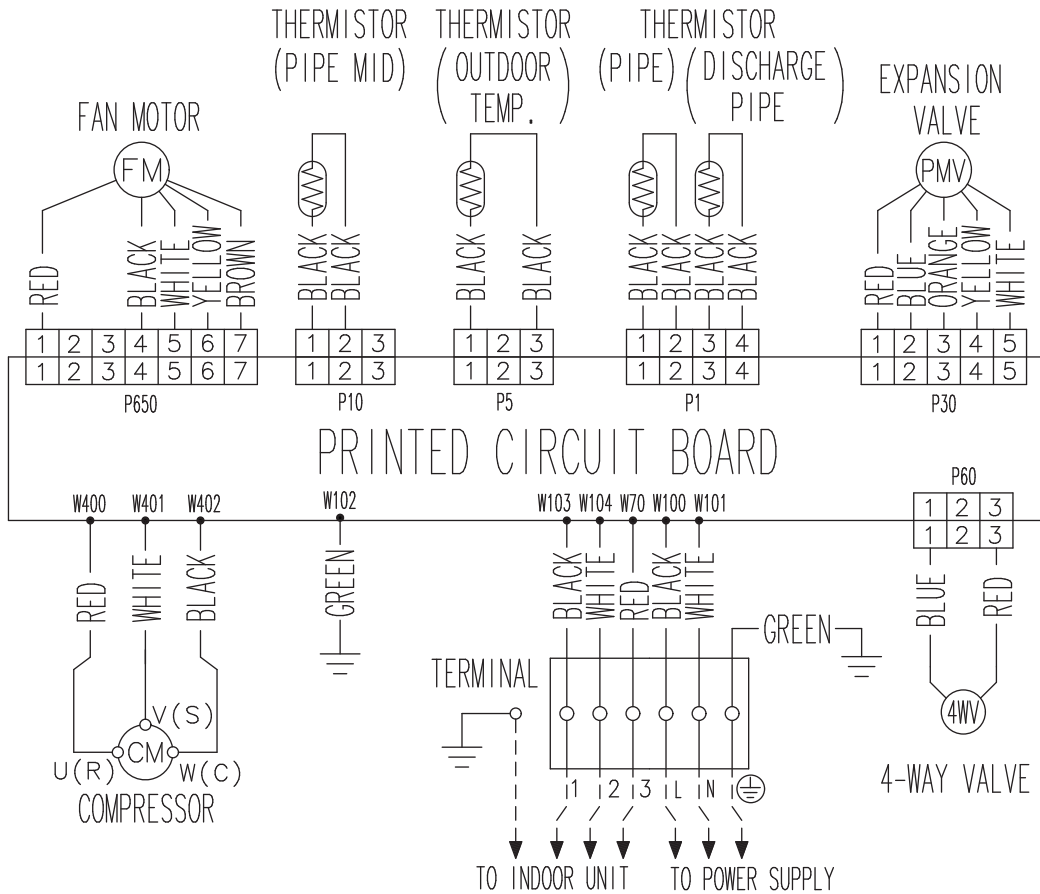 THERMISTOR
(PIPE MID)
THERMISTOR
(OUTDOOR
TEMP.)
THERMISTOR
(PIPE) (DISCHARGE
PIPE)
EXPANSION
VALVE
FAN MOTOR
FM
PMV
RED BLACK WHITE YELLOW BROWN
BLACK BLACK
BLACK BLACK
BLACK BLACK BLACK BLACK
RED BLUE ORANGE YELLOW WHITE
1 2 3 4 5 6 7
1 2 3
1 2 3
1 2 3 4
1 2 3 4 5
1 2 3 4 5 6 7
1 2 3
1 2 3
1 2 3 4
1 2 3 4 5
P650
P10
P5
P1
P30
PRINTED CIRCUIT BOARD
P60
W400 W401 W402
W102
W103 W104 W70 W100 W101
1 2 3
1 2 3
RED WHITE BLACK
GREEN
BLACK WHITE RED BLACK WHITE
BLUE RED
GREEN
TERMINAL
V(S)
CM
U(R) W(C)
COMPRESSOR
4WV
4-WAY VALVE
1 2 3 L N
TO INDOOR UNIT
TO POWER SUPPLY